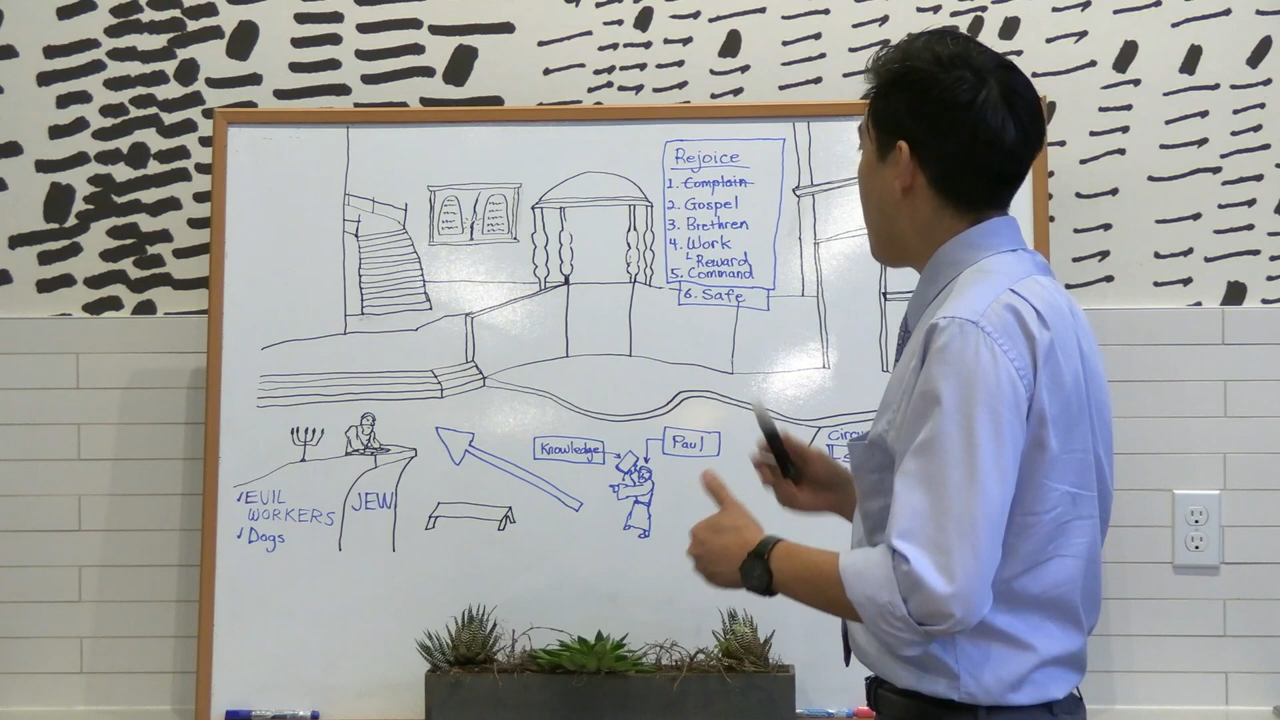 Rejoice
1. Complain
2. Gospel
3. Brethren
4. Work
Reward
5. Command
6. Safe
Knowledge
Paul
EVIL
WORKERS
Dogs
JEW